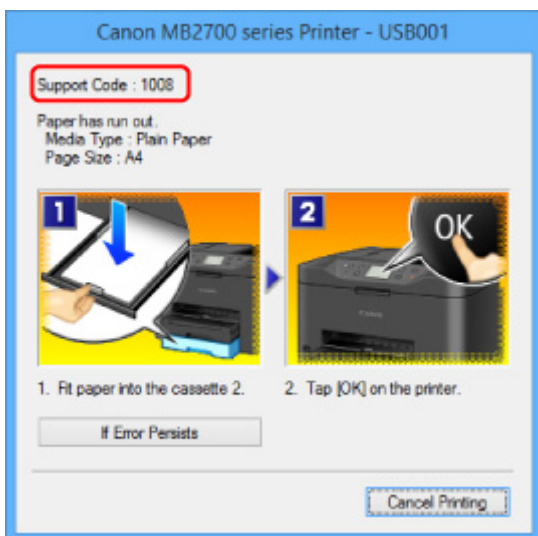 Canon MB2700 series Printer - USB001
Support Code : 1008
Paper has run out.
Media Type : Plain Paper
Page Size : A4
1
2
OK
1. Fit paper into the cassette 2.
2. Tap [OK] on the printer.
If Error Persists
Cancel Printing